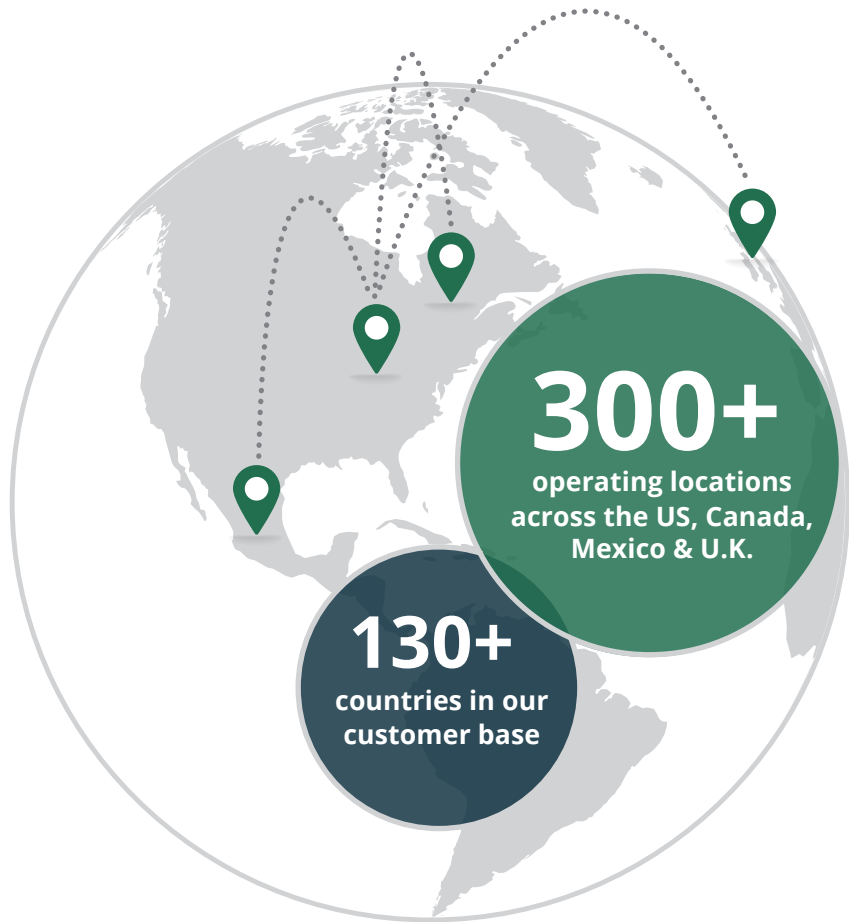 300+
operating locations
across the US, Canada,
Mexico & U.K.
130+
countries in our
customer base